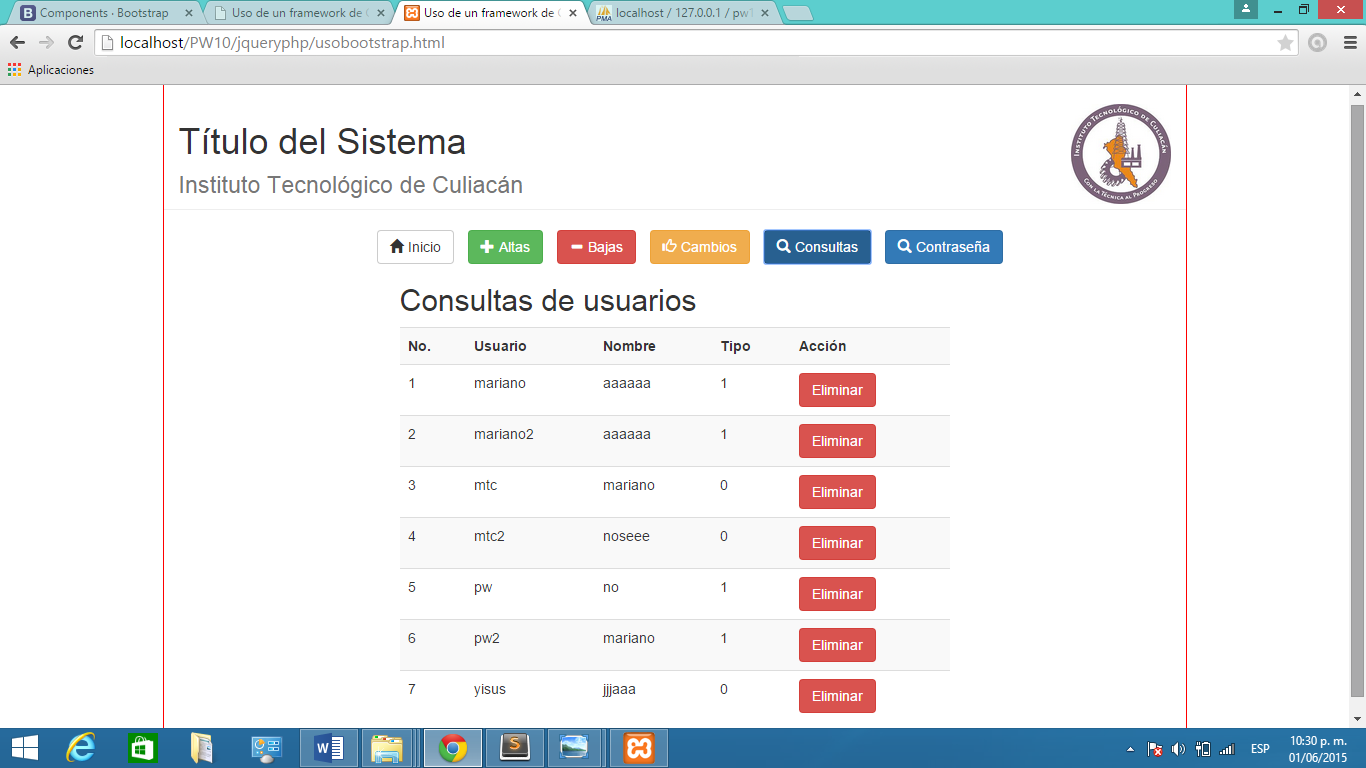 Components · Bootstrap
Uso de un framework de C
Uso de un framework de C
localhost / 127.0.0.1 / pw1
localhost/PW10/jqueryphp/usobootstrap.html
Aplicaciones
Título del Sistema
Instituto Tecnológico de Culiacán
INSTITUTO TECNOLÓGICO DE CULIACÁN
CON LA TÉCNICA AL PROGRESO
Inicio Altas Bajas Cambios Consultas Contraseña
Consultas de usuarios
No. Usuario Nombre Tipo Acción
1 mariano aaaaaa 1 Eliminar
2 mariano2 aaaaaa 1 Eliminar
3 mtc mariano 0 Eliminar
4 mtc2 noseee 0 Eliminar
5 pw no 1 Eliminar
6 pw2 mariano 1 Eliminar
7 yisus jjjaaa 0 Eliminar
ESP
10:30 p. m.
01/06/2015